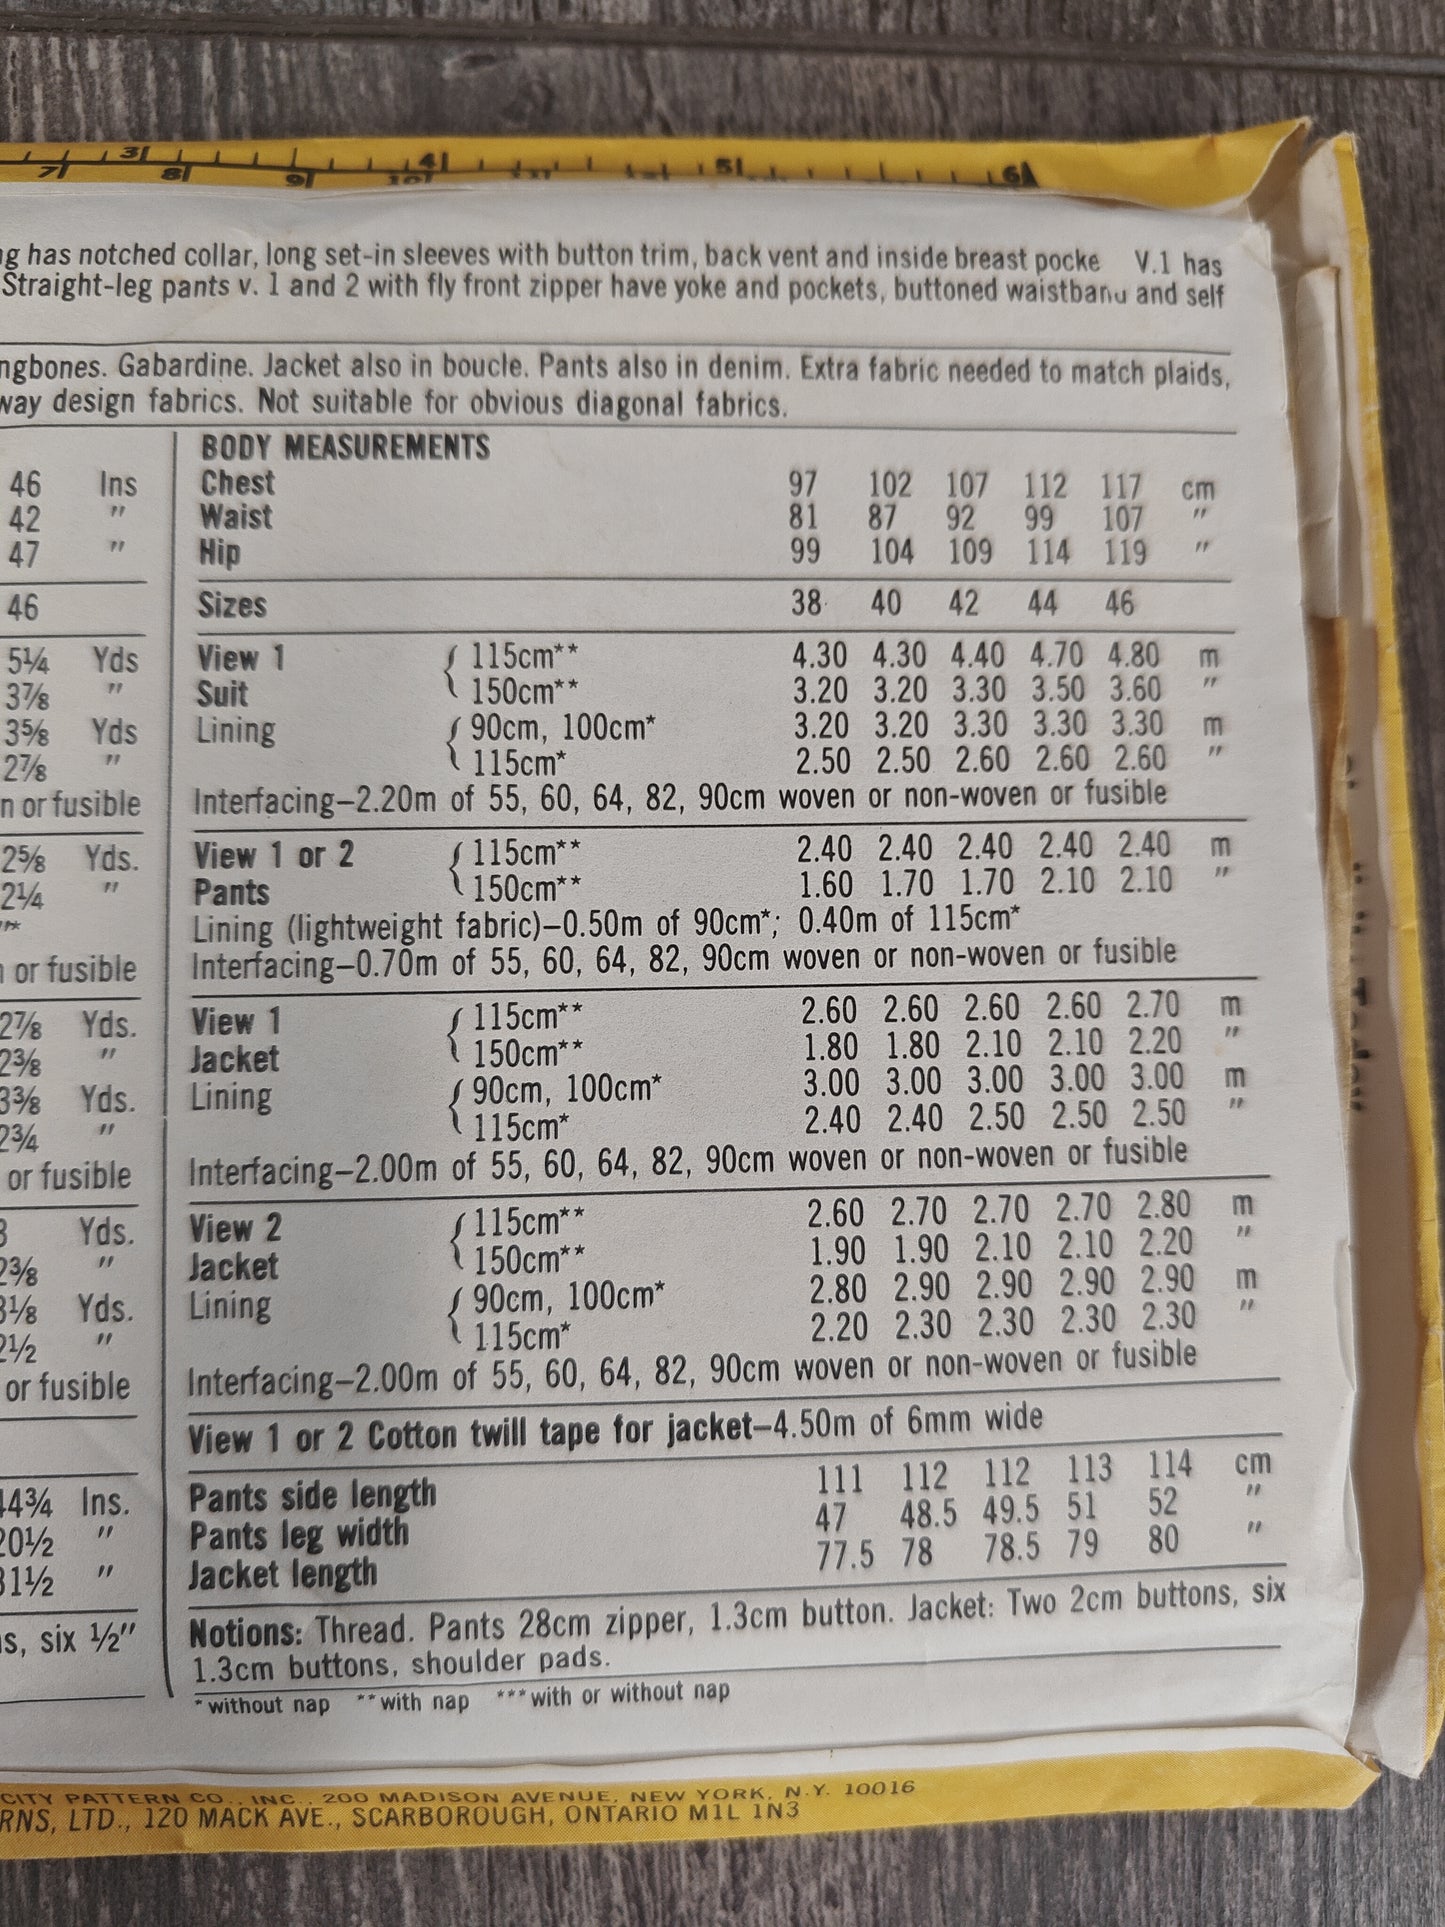 3 4 5 6
7 8 9 10
has notched collar, long set-in sleeves with button trim, back vent and inside breast V.1 has
Straight-leg pants v. 1 and 2 with fly front zipper have yoke and pockets, buttoned waistband and self
Gabardine. Jacket also in boucle. Pants also in denim. Extra fabric needed to match plaids,
way design fabrics. Not suitable for obvious diagonal fabrics.
46 Ins
42 "
47 "
46
5¼ Yds
3⅞ "
3⅝ Yds
2⅞ "
or fusible
2⅝ Yds.
2¼ "
or fusible
2⅞ Yds.
2⅜ "
3⅜ Yds.
2¾ "
or fusible
Yds.
2⅜ "
3⅛ Yds.
2½ "
or fusible
44¾ Ins.
20½ "
31½ "
six ½"
BODY MEASUREMENTS
Chest 97 102 107 112 117 cm
Waist 81 87 92 99 107 "
Hip 99 104 109 114 119 "
Sizes 38 40 42 44 46
View 1 { 115cm** 4.30 4.30 4.40 4.70 4.80 m
Suit 150cm** 3.20 3.20 3.30 3.50 3.60 "
Lining { 90cm, 100cm* 3.20 3.20 3.30 3.30 3.30 m
115cm* 2.50 2.50 2.60 2.60 2.60 "
Interfacing–2.20m of 55, 60, 64, 82, 90cm woven or non-woven or fusible
View 1 or 2 { 115cm** 2.40 2.40 2.40 2.40 2.40 m
Pants 150cm** 1.60 1.70 1.70 2.10 2.10 "
Lining (lightweight fabric)–0.50m of 90cm*; 0.40m of 115cm*
Interfacing–0.70m of 55, 60, 64, 82, 90cm woven or non-woven or fusible
View 1 { 115cm** 2.60 2.60 2.60 2.60 2.70 m
Jacket 150cm** 1.80 1.80 2.10 2.10 2.20 "
Lining { 90cm, 100cm* 3.00 3.00 3.00 3.00 3.00 m
115cm* 2.40 2.40 2.50 2.50 2.50 "
Interfacing–2.00m of 55, 60, 64, 82, 90cm woven or non-woven or fusible
View 2 { 115cm** 2.60 2.70 2.70 2.70 2.80 m
Jacket 150cm** 1.90 1.90 2.10 2.10 2.20 "
Lining { 90cm, 100cm* 2.80 2.90 2.90 2.90 2.90 m
115cm* 2.20 2.30 2.30 2.30 2.30 "
Interfacing–2.00m of 55, 60, 64, 82, 90cm woven or non-woven or fusible
View 1 or 2 Cotton twill tape for jacket–4.50m of 6mm wide
Pants side length 111 112 112 113 114 cm
Pants leg width 47 48.5 49.5 51 52 "
Jacket length 77.5 78 78.5 79 80 "
Notions: Thread. Pants 28cm zipper, 1.3cm button. Jacket: Two 2cm buttons, six
1.3cm buttons, shoulder pads.
*without nap **with nap ***with or without nap
CITY PATTERN CO., INC., 200 MADISON AVENUE, NEW YORK, N.Y. 10016
LTD., 120 MACK AVE., SCARBOROUGH, ONTARIO M1L 1N3